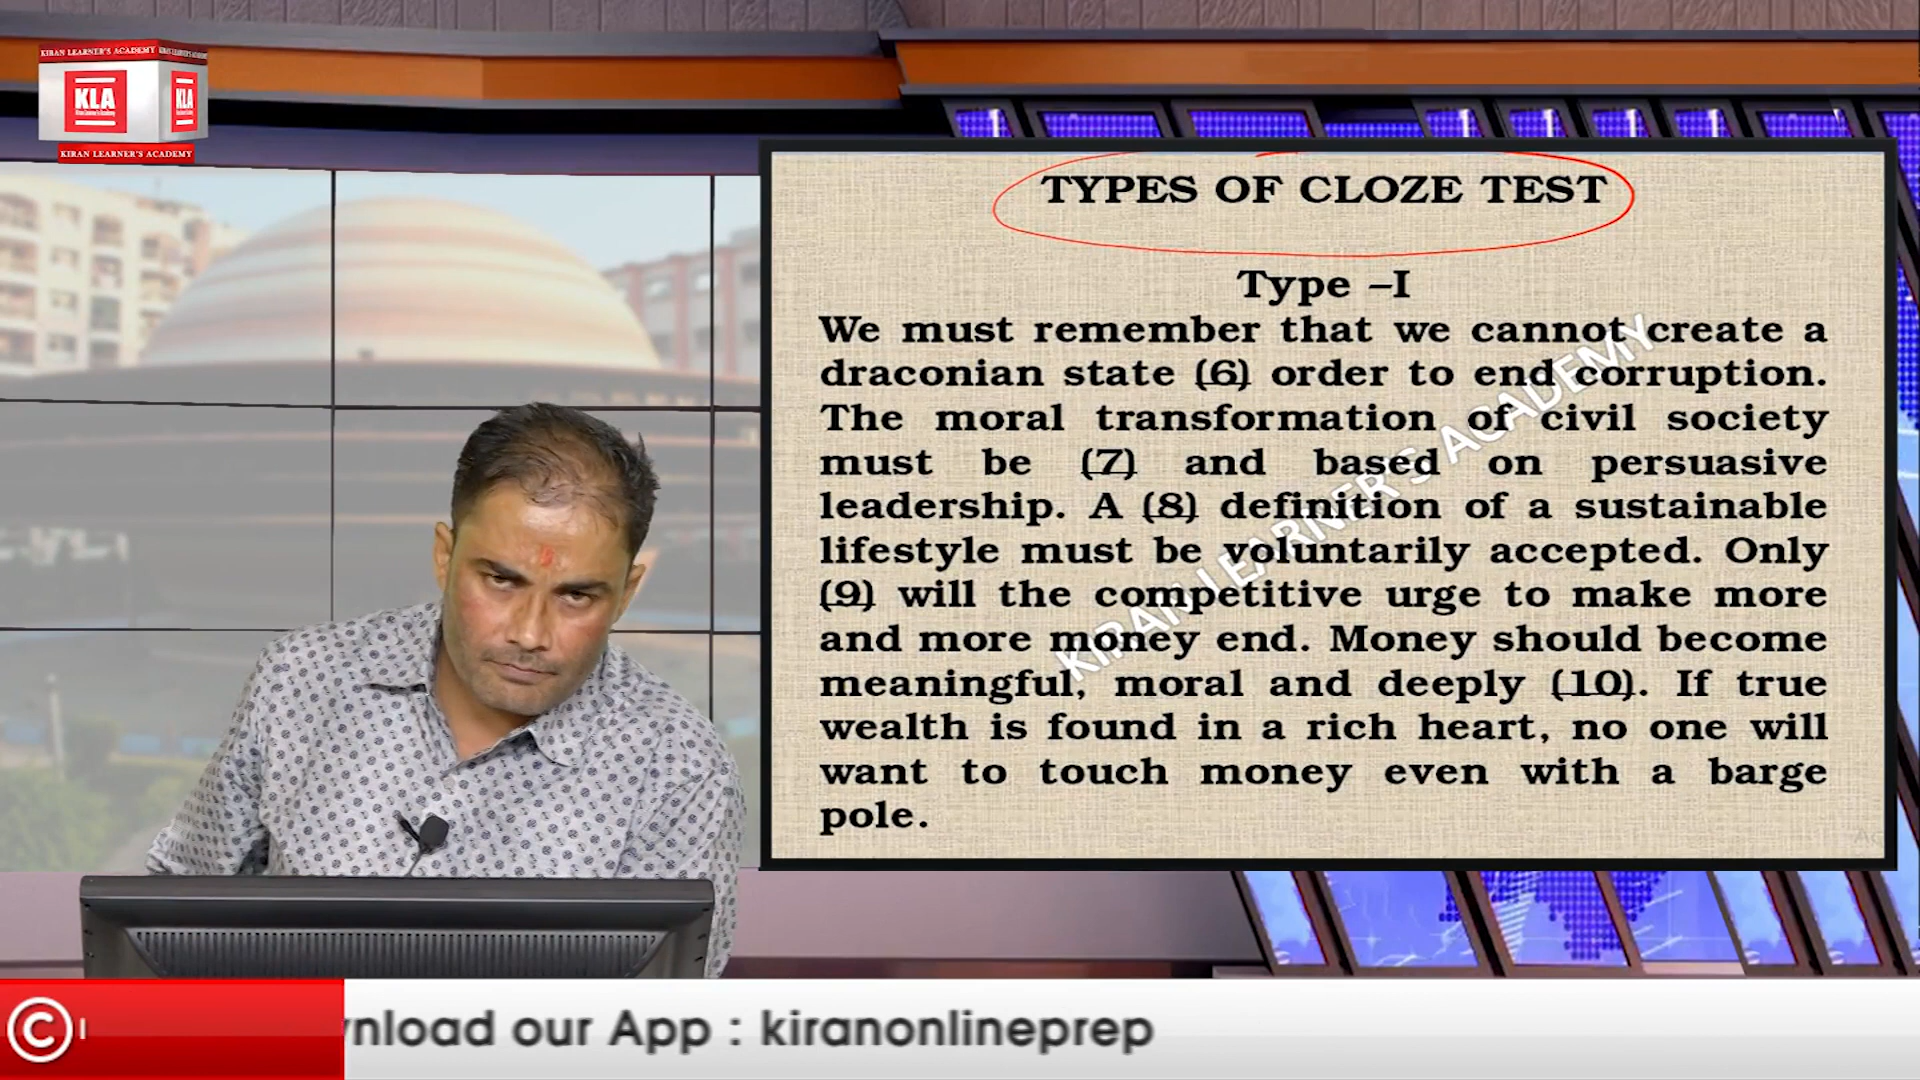 KIRAN LEARNER'S ACADEMY
KLA
KLA
KIRAN LEARNER'S ACADEMY
TYPES OF CLOZE TEST
Type –I
We must remember that we cannot create a
draconian state (6) order to end corruption.
The moral transformation of civil society
must be (7) and based on persuasive
leadership. A (8) definition of a sustainable
lifestyle must be voluntarily accepted. Only
(9) will the competitive urge to make more
and more money end. Money should become
meaningful, moral and deeply (10). If true
wealth is found in a rich heart, no one will
want to touch money even with a barge
pole.
KIRAN LEARNER'S ACADEMY
our App : kiranonlineprep